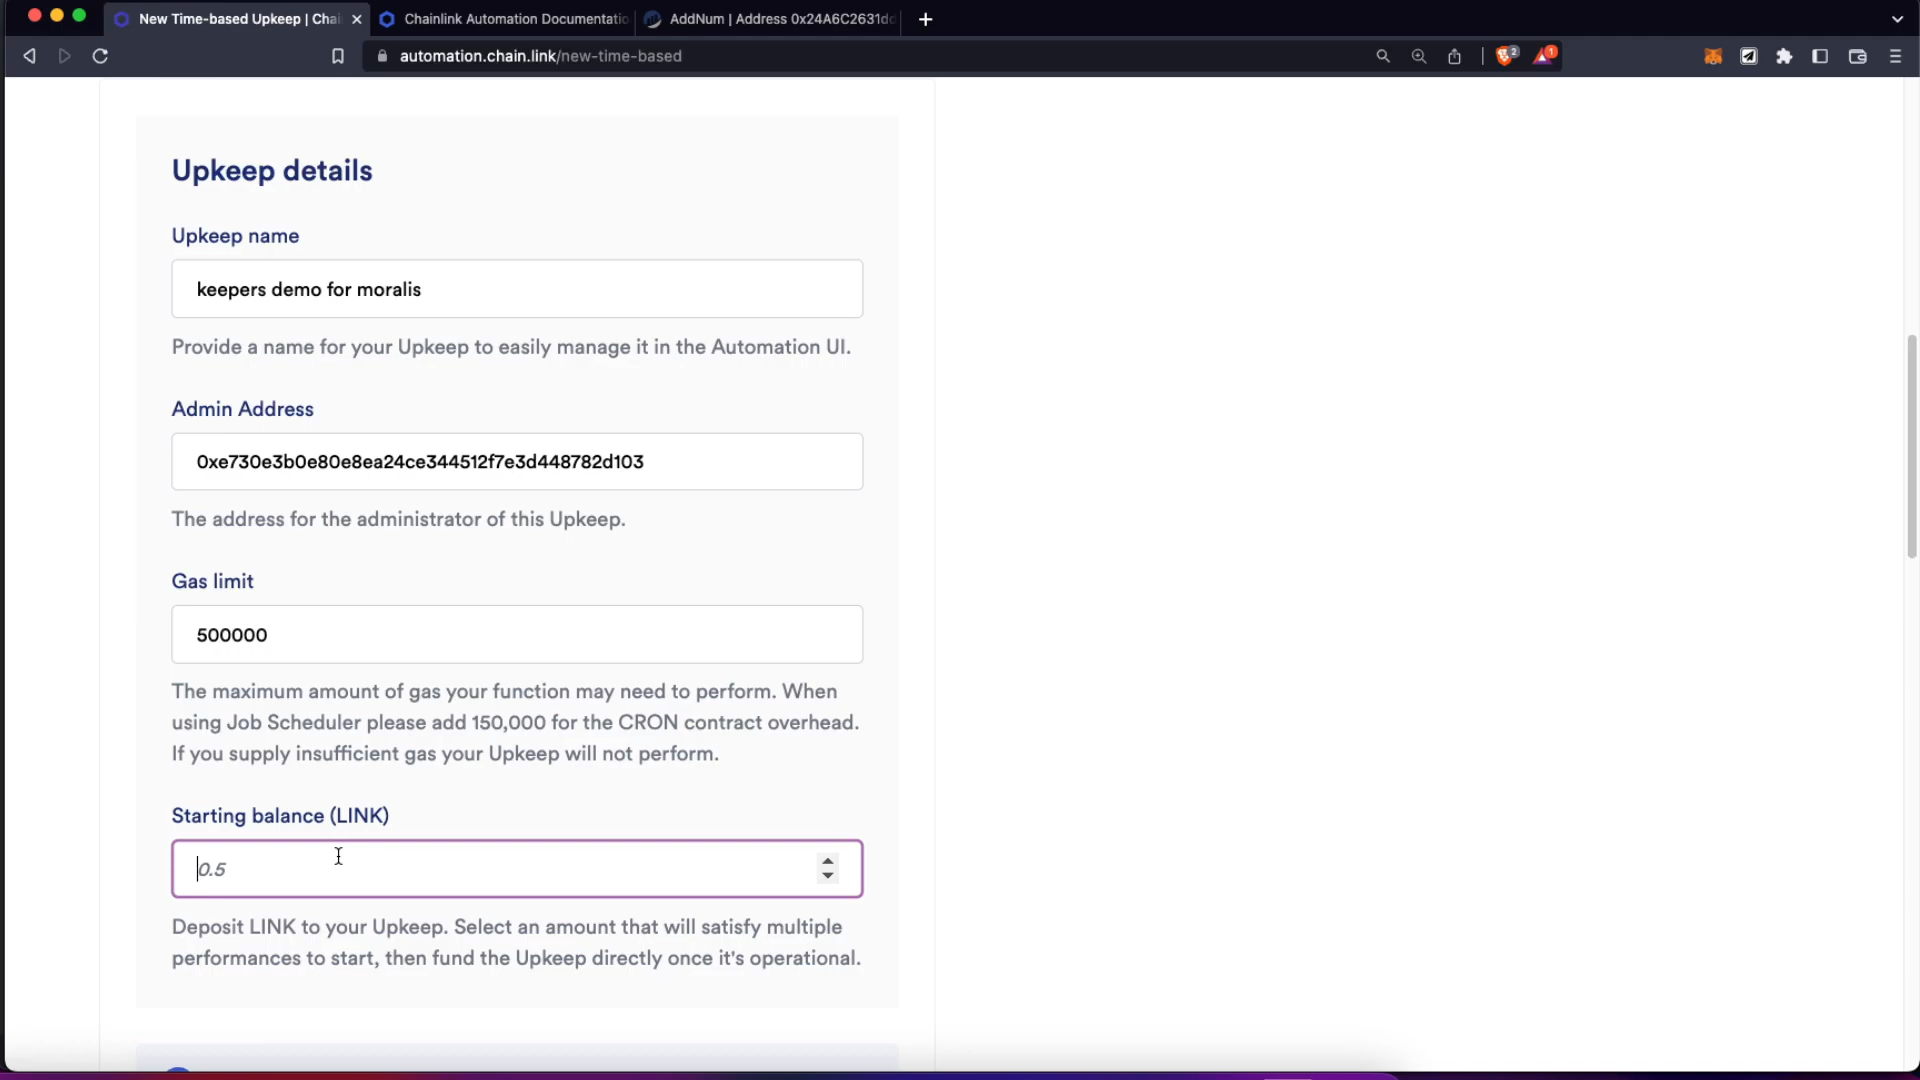 New Time-based Upkeep | Chai
Chainlink Automation Documentatio
AddNum | Address 0x24A6C2631dc
automation.chain.link/new-time-based
2
1
Upkeep details
Upkeep name
keepers demo for moralis
Provide a name for your Upkeep to easily manage it in the Automation UI.
Admin Address
0xe730e3b0e80e8ea24ce344512f7e3d448782d103
The address for the administrator of this Upkeep.
Gas limit
500000
The maximum amount of gas your function may need to perform. When
using Job Scheduler please add 150,000 for the CRON contract overhead.
If you supply insufficient gas your Upkeep will not perform.
Starting balance (LINK)
0.5
Deposit LINK to your Upkeep. Select an amount that will satisfy multiple
performances to start, then fund the Upkeep directly once it's operational.